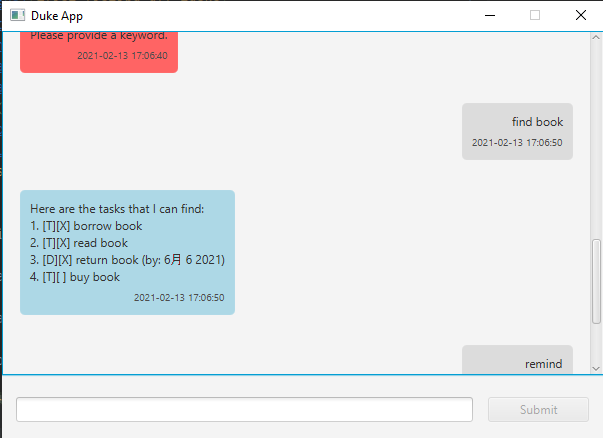 Duke App
Please provide a keyword.
2021-02-13 17:06:40
find book
2021-02-13 17:06:50
Here are the tasks that I can find:
1. [T][X] borrow book
2. [T][X] read book
3. [D][X] return book (by: 6月 6 2021)
4. [T][ ] buy book
2021-02-13 17:06:50
remind
Submit